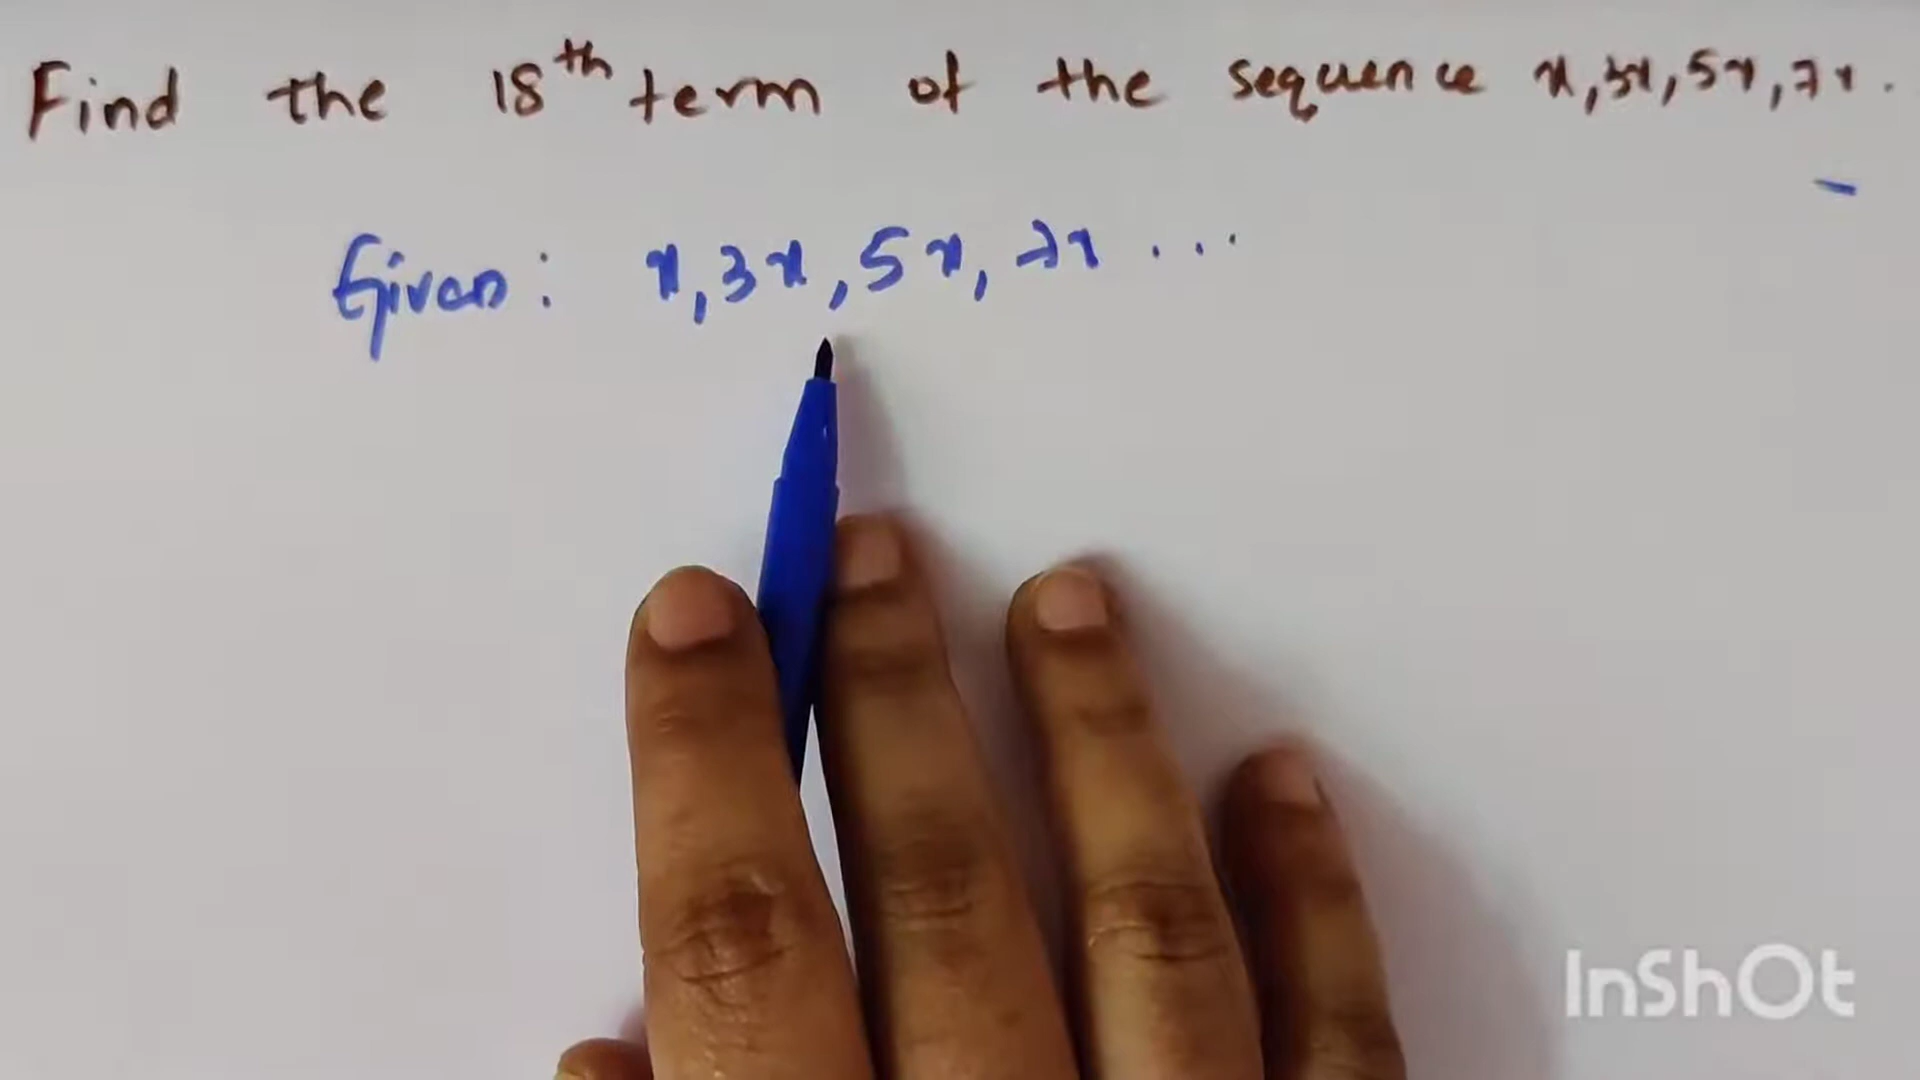 Find the 18th term of the sequence x, 3x, 5x, 7x.
Given: x, 3x, 5x, 7x ...
InShOt